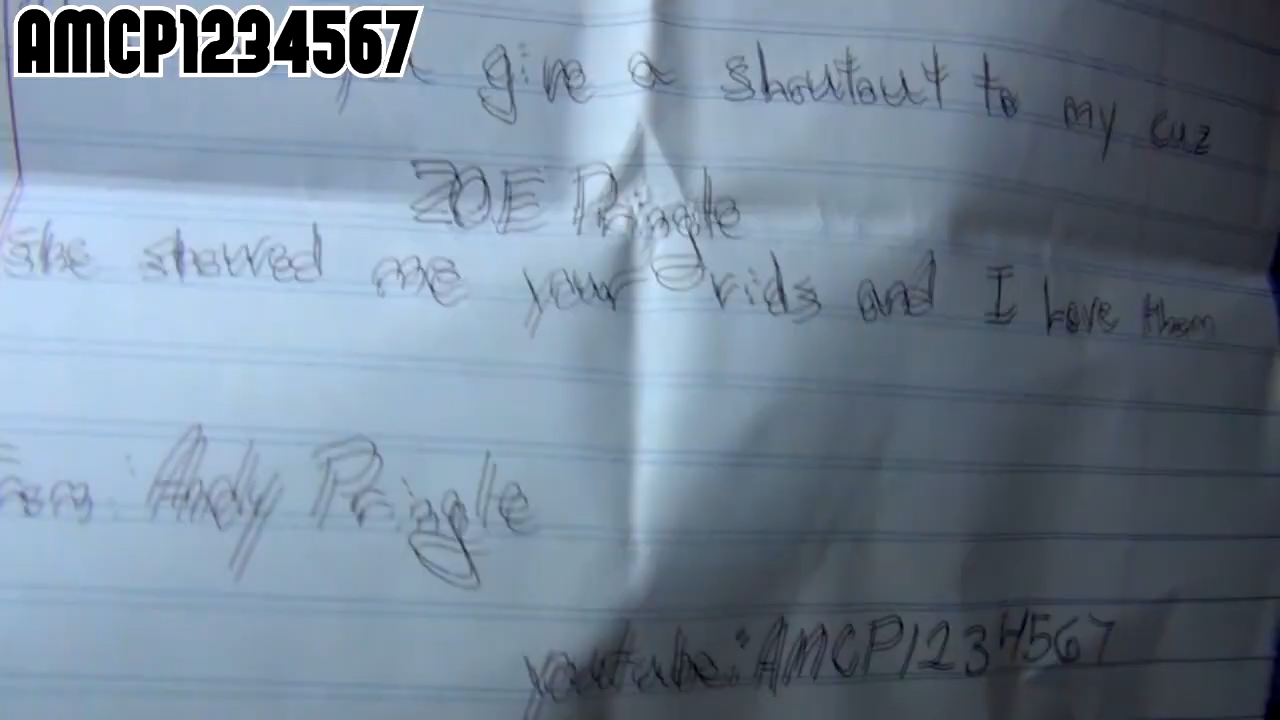 AMCP1234567
give a shoutout to my cuz
ZOE Pringle
She showed me your vids and I Love them
From: Andy Pringle
youtube: AMCP1234567